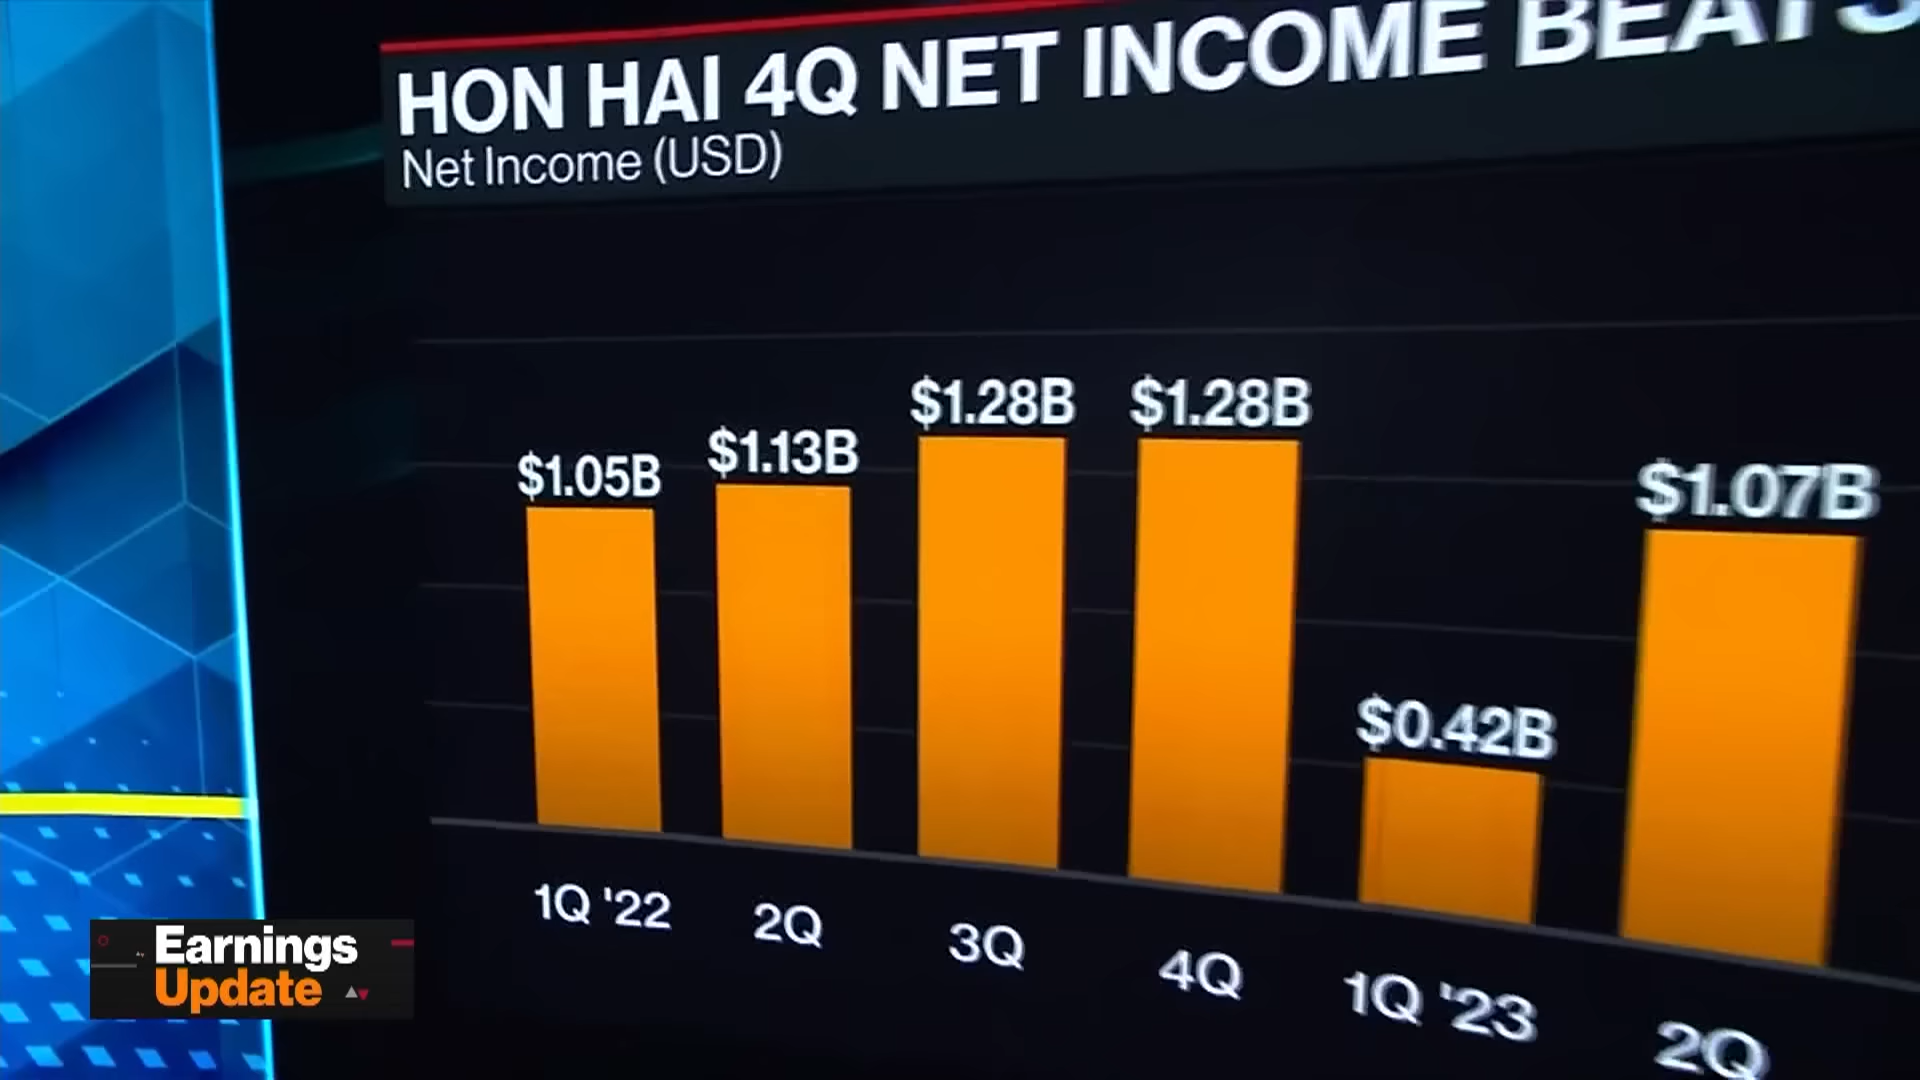 HON HAI 4Q NET INCOME BEATS
Net Income (USD)
$1.05B
$1.13B
$1.28B
$1.28B
$0.42B
$1.07B
1Q '22
2Q
3Q
4Q
1Q '23
2Q
Earnings
Update